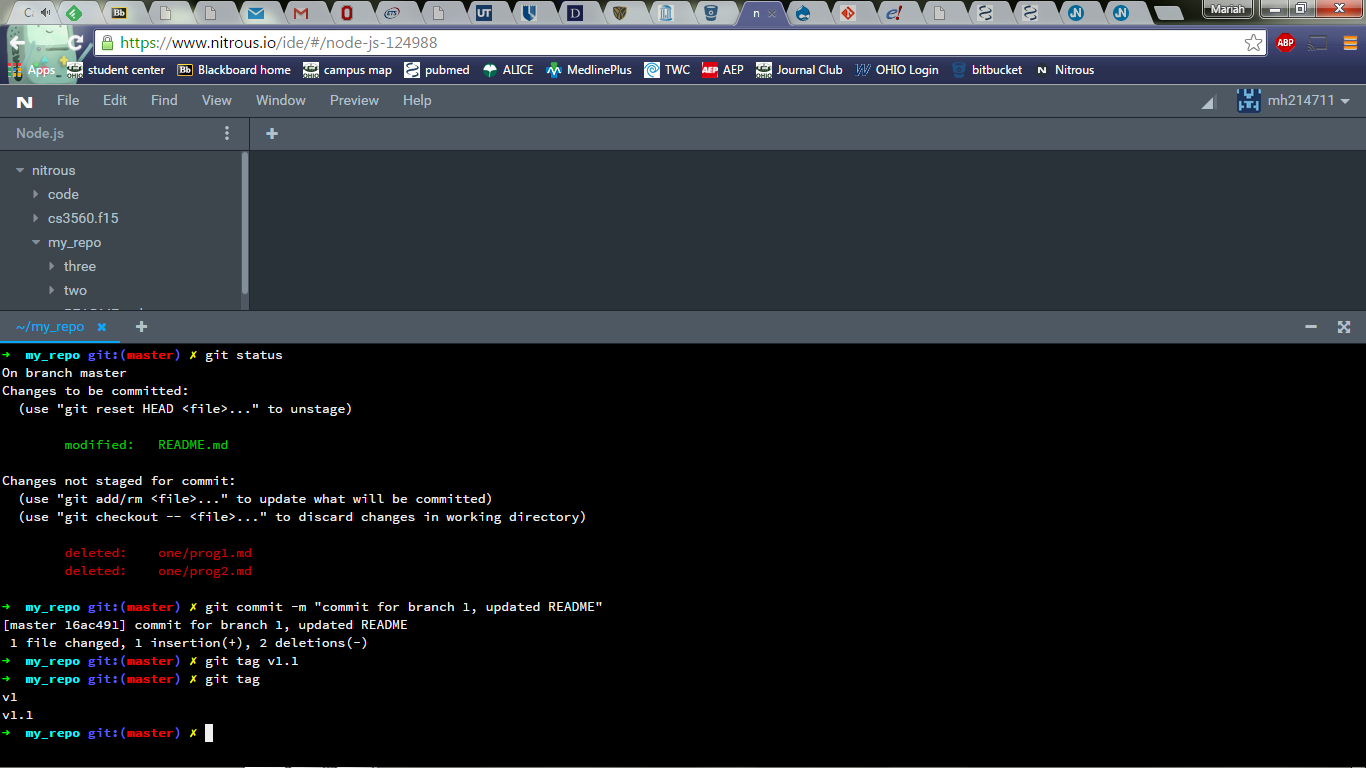 Bb M ETS UT D n e! N N Mariah
https://www.nitrous.io/ide/#/node-js-124988 ABP
Apps student center Bb Blackboard home campus map pubmed ALICE MedlinePlus TWC AEP AEP Journal Club OHIO Login bitbucket N Nitrous
N File Edit Find View Window Preview Help mh214711
Node.js +
nitrous
code
cs3560.f15
my_repo
three
two
~/my_repo × +
➜ my_repo git:(master) ✗ git status
On branch master
Changes to be committed:
(use "git reset HEAD <file>..." to unstage)
modified: README.md
Changes not staged for commit:
(use "git add/rm <file>..." to update what will be committed)
(use "git checkout -- <file>..." to discard changes in working directory)
deleted: one/prog1.md
deleted: one/prog2.md
➜ my_repo git:(master) ✗ git commit -m "commit for branch 1, updated README"
[master 16ac491] commit for branch 1, updated README
1 file changed, 1 insertion(+), 2 deletions(-)
➜ my_repo git:(master) ✗ git tag v1.1
➜ my_repo git:(master) ✗ git tag
v1
v1.1
➜ my_repo git:(master) ✗